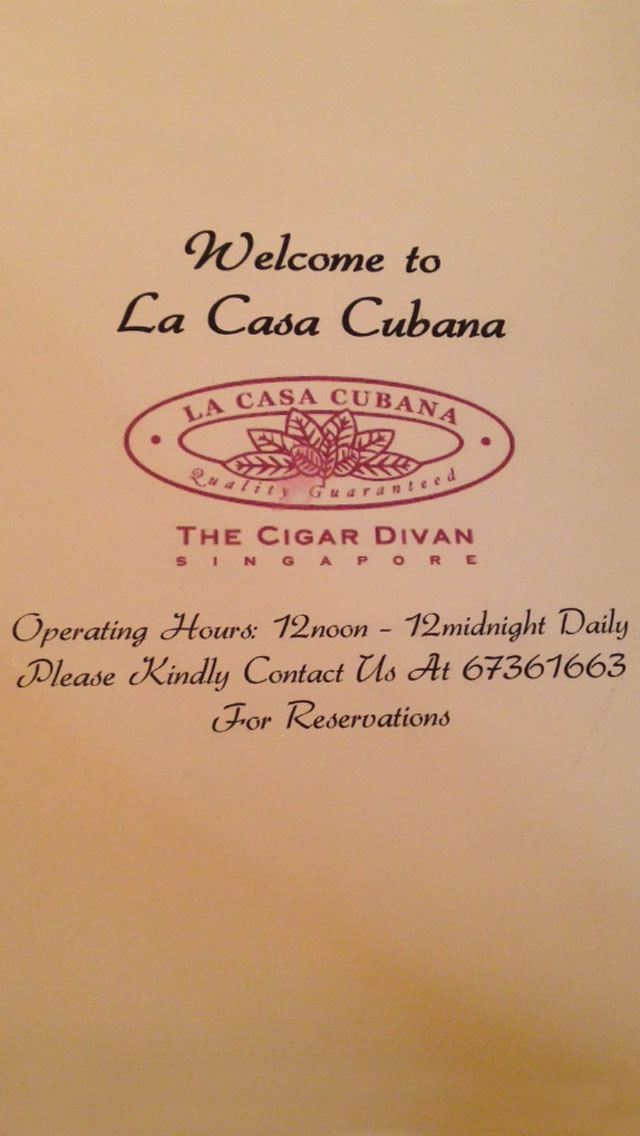 Welcome to
La Casa Cubana
LA CASA CUBANA
Quality Guaranteed
THE CIGAR DIVAN
SINGAPORE
Operating Hours: 12noon - 12midnight Daily
Please Kindly Contact Us At 67361663
For Reservations